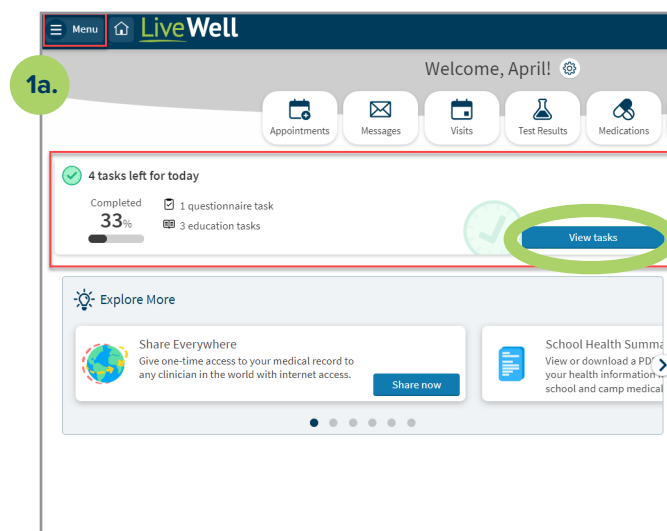 Menu LiveWell
1a.
Welcome, April!
Appointments Messages Visits Test Results Medications
4 tasks left for today
Completed
33%
1 questionnaire task
3 education tasks
View tasks
Explore More
Share Everywhere
Give one-time access to your medical record to
any clinician in the world with internet access.
Share now
School Health
View or download a
your health information
school and camp medical